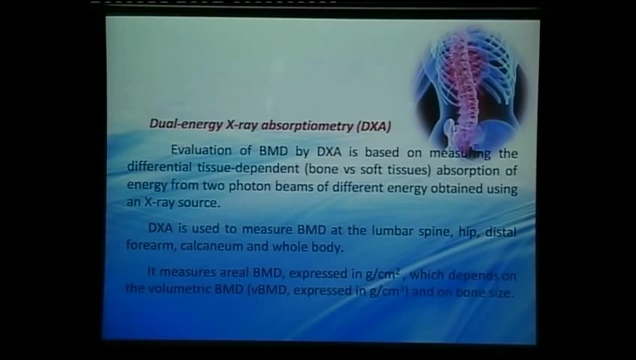 Dual-energy X-ray absorptiometry (DXA)
Evaluation of BMD by DXA is based on measuring the
differential tissue-dependent (bone vs soft tissues) absorption of
energy from two photon beams of different energy obtained using
an X-ray source.
DXA is used to measure BMD at the lumbar spine, hip, distal
forearm, calcaneum and whole body.
It measures areal BMD, expressed in g/cm², which depends on
the volumetric BMD (vBMD, expressed in g/cm³) and on bone size.